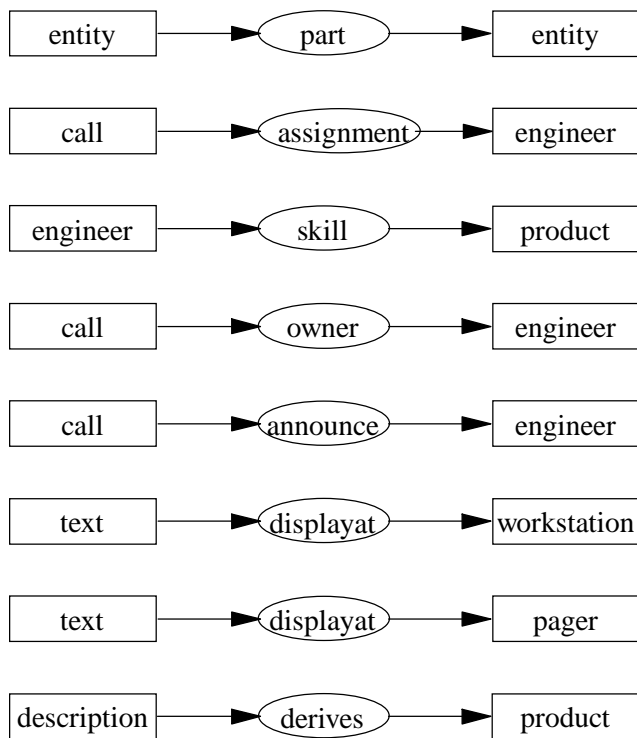 entity part entity
call assignment engineer
engineer skill product
call owner engineer
call announce engineer
text displayat workstation
text displayat pager
description derives product